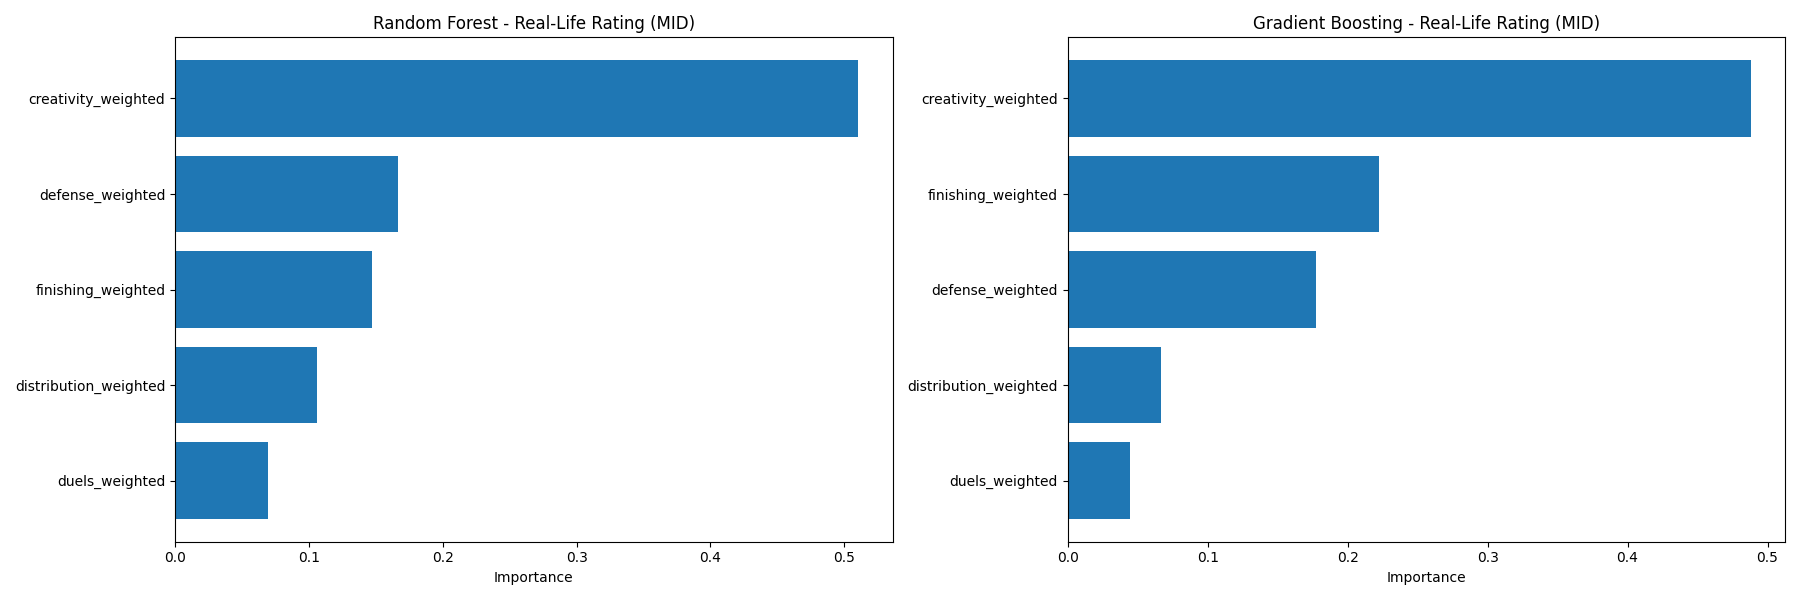 Random Forest - Real-Life Rating (MID)
creativity_weighted
defense_weighted
finishing_weighted
distribution_weighted
duels_weighted
0.0 0.1 0.2 0.3 0.4 0.5
Importance
Gradient Boosting - Real-Life Rating (MID)
creativity_weighted
finishing_weighted
defense_weighted
distribution_weighted
duels_weighted
0.0 0.1 0.2 0.3 0.4 0.5
Importance